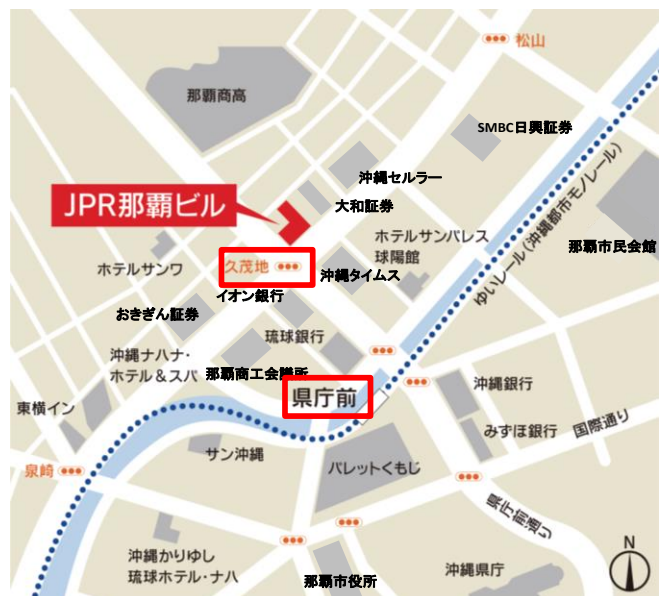 松山
那覇商高
SMBC日興証券
沖縄セルラー
JPR那覇ビル
大和証券
ゆいレール(沖縄都市モノレール)
ホテルサンパレス
球陽館
那覇市民会館
ホテルサンワ
久茂地
沖縄タイムス
イオン銀行
おきぎん証券
琉球銀行
沖縄ナハナ・
ホテル&スパ
那覇商工会議所
県庁前
沖縄銀行
東横イン
みずほ銀行
国際通り
サン沖縄
パレットくもじ
泉崎
県庁前通り
沖縄かりゆし
琉球ホテル・ナハ
那覇市役所
沖縄県庁
N